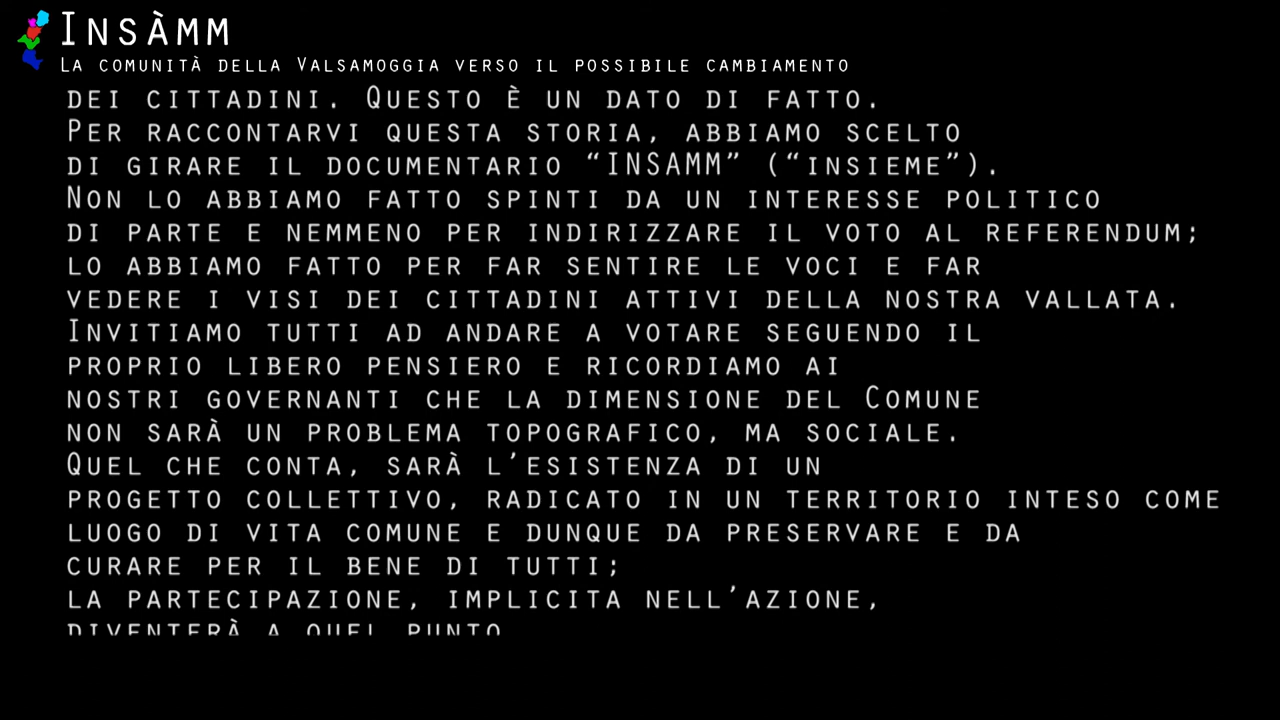 Insàmm
La comunità della Valsamoggia verso il possibile cambiamento
dei cittadini. Questo è un dato di fatto.
Per raccontarvi questa storia, abbiamo scelto
di girare il documentario “INSAMM” (“insieme”).
Non lo abbiamo fatto spinti da un interesse politico
di parte e nemmeno per indirizzare il voto al referendum;
lo abbiamo fatto per far sentire le voci e far
vedere i visi dei cittadini attivi della nostra vallata.
Invitiamo tutti ad andare a votare seguendo il
proprio libero pensiero e ricordiamo ai
nostri governanti che la dimensione del Comune
non sarà un problema topografico, ma sociale.
Quel che conta, sarà l’esistenza di un
progetto collettivo, radicato in un territorio inteso come
luogo di vita comune e dunque da preservare e da
curare per il bene di tutti;
la partecipazione, implicita nell’azione,
diventerà a quel punto